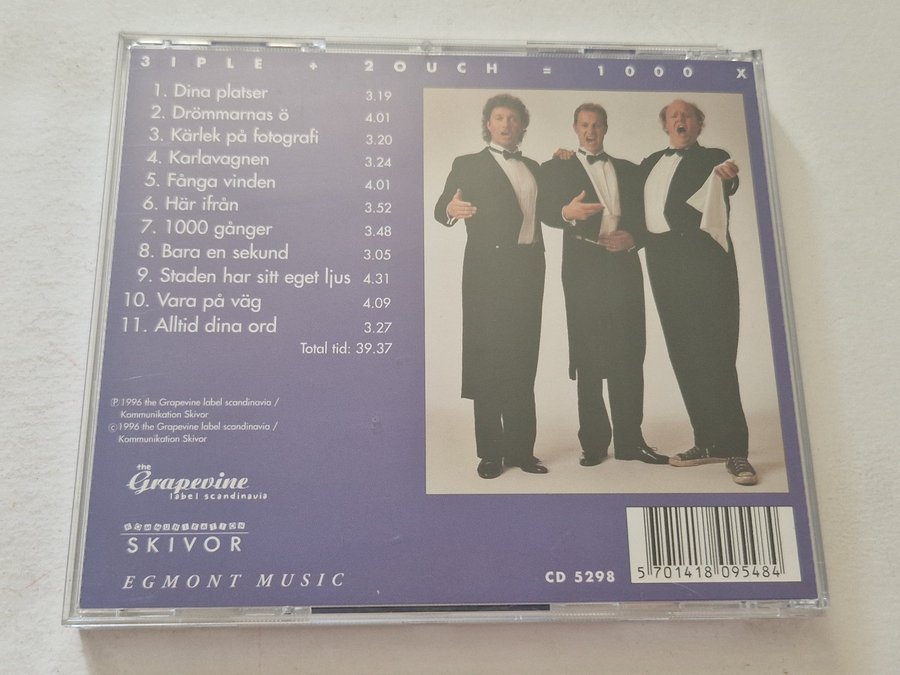 3IPLE + 2OUCH = 1000 X
1. Dina platser 3.19
2. Drömmarnas ö 4.01
3. Kärlek på fotografi 3.20
4. Karlavagnen 3.24
5. Fånga vinden 4.01
6. Här ifrån 3.52
7. 1000 gånger 3.48
8. Bara en sekund 3.05
9. Staden har sitt eget ljus 4.31
10. Vara på väg 4.09
11. Alltid dina ord 3.27
Total tid: 39.37
Ⓟ1996 the Grapevine label scandinavia /
Kommunikation Skivor
©1996 the Grapevine label scandinavia /
Kommunikation Skivor
the
Grapevine
label scandinavia
KOMMUNIKATION
SKIVOR
EGMONT MUSIC
CD 5298
5 701418 095484